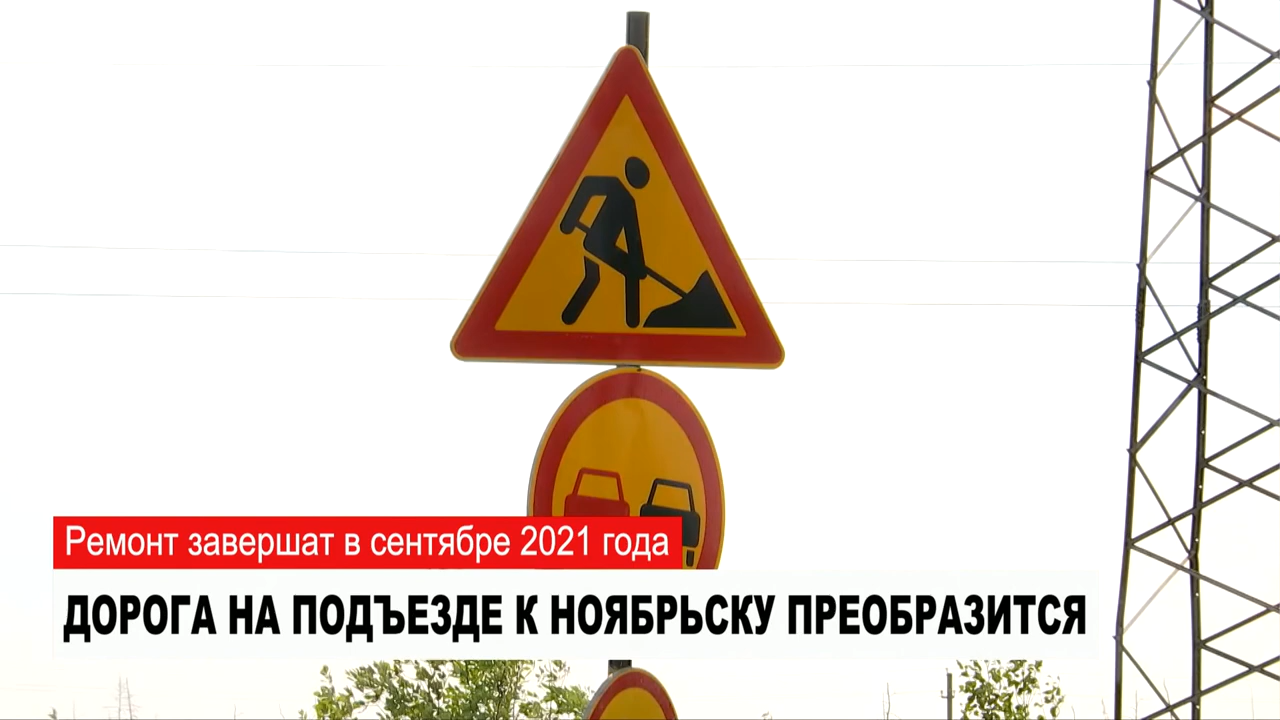 Ремонт завершат в сентябре 2021 года
ДОРОГА НА ПОДЪЕЗДЕ К НОЯБРЬСКУ ПРЕОБРАЗИТСЯ